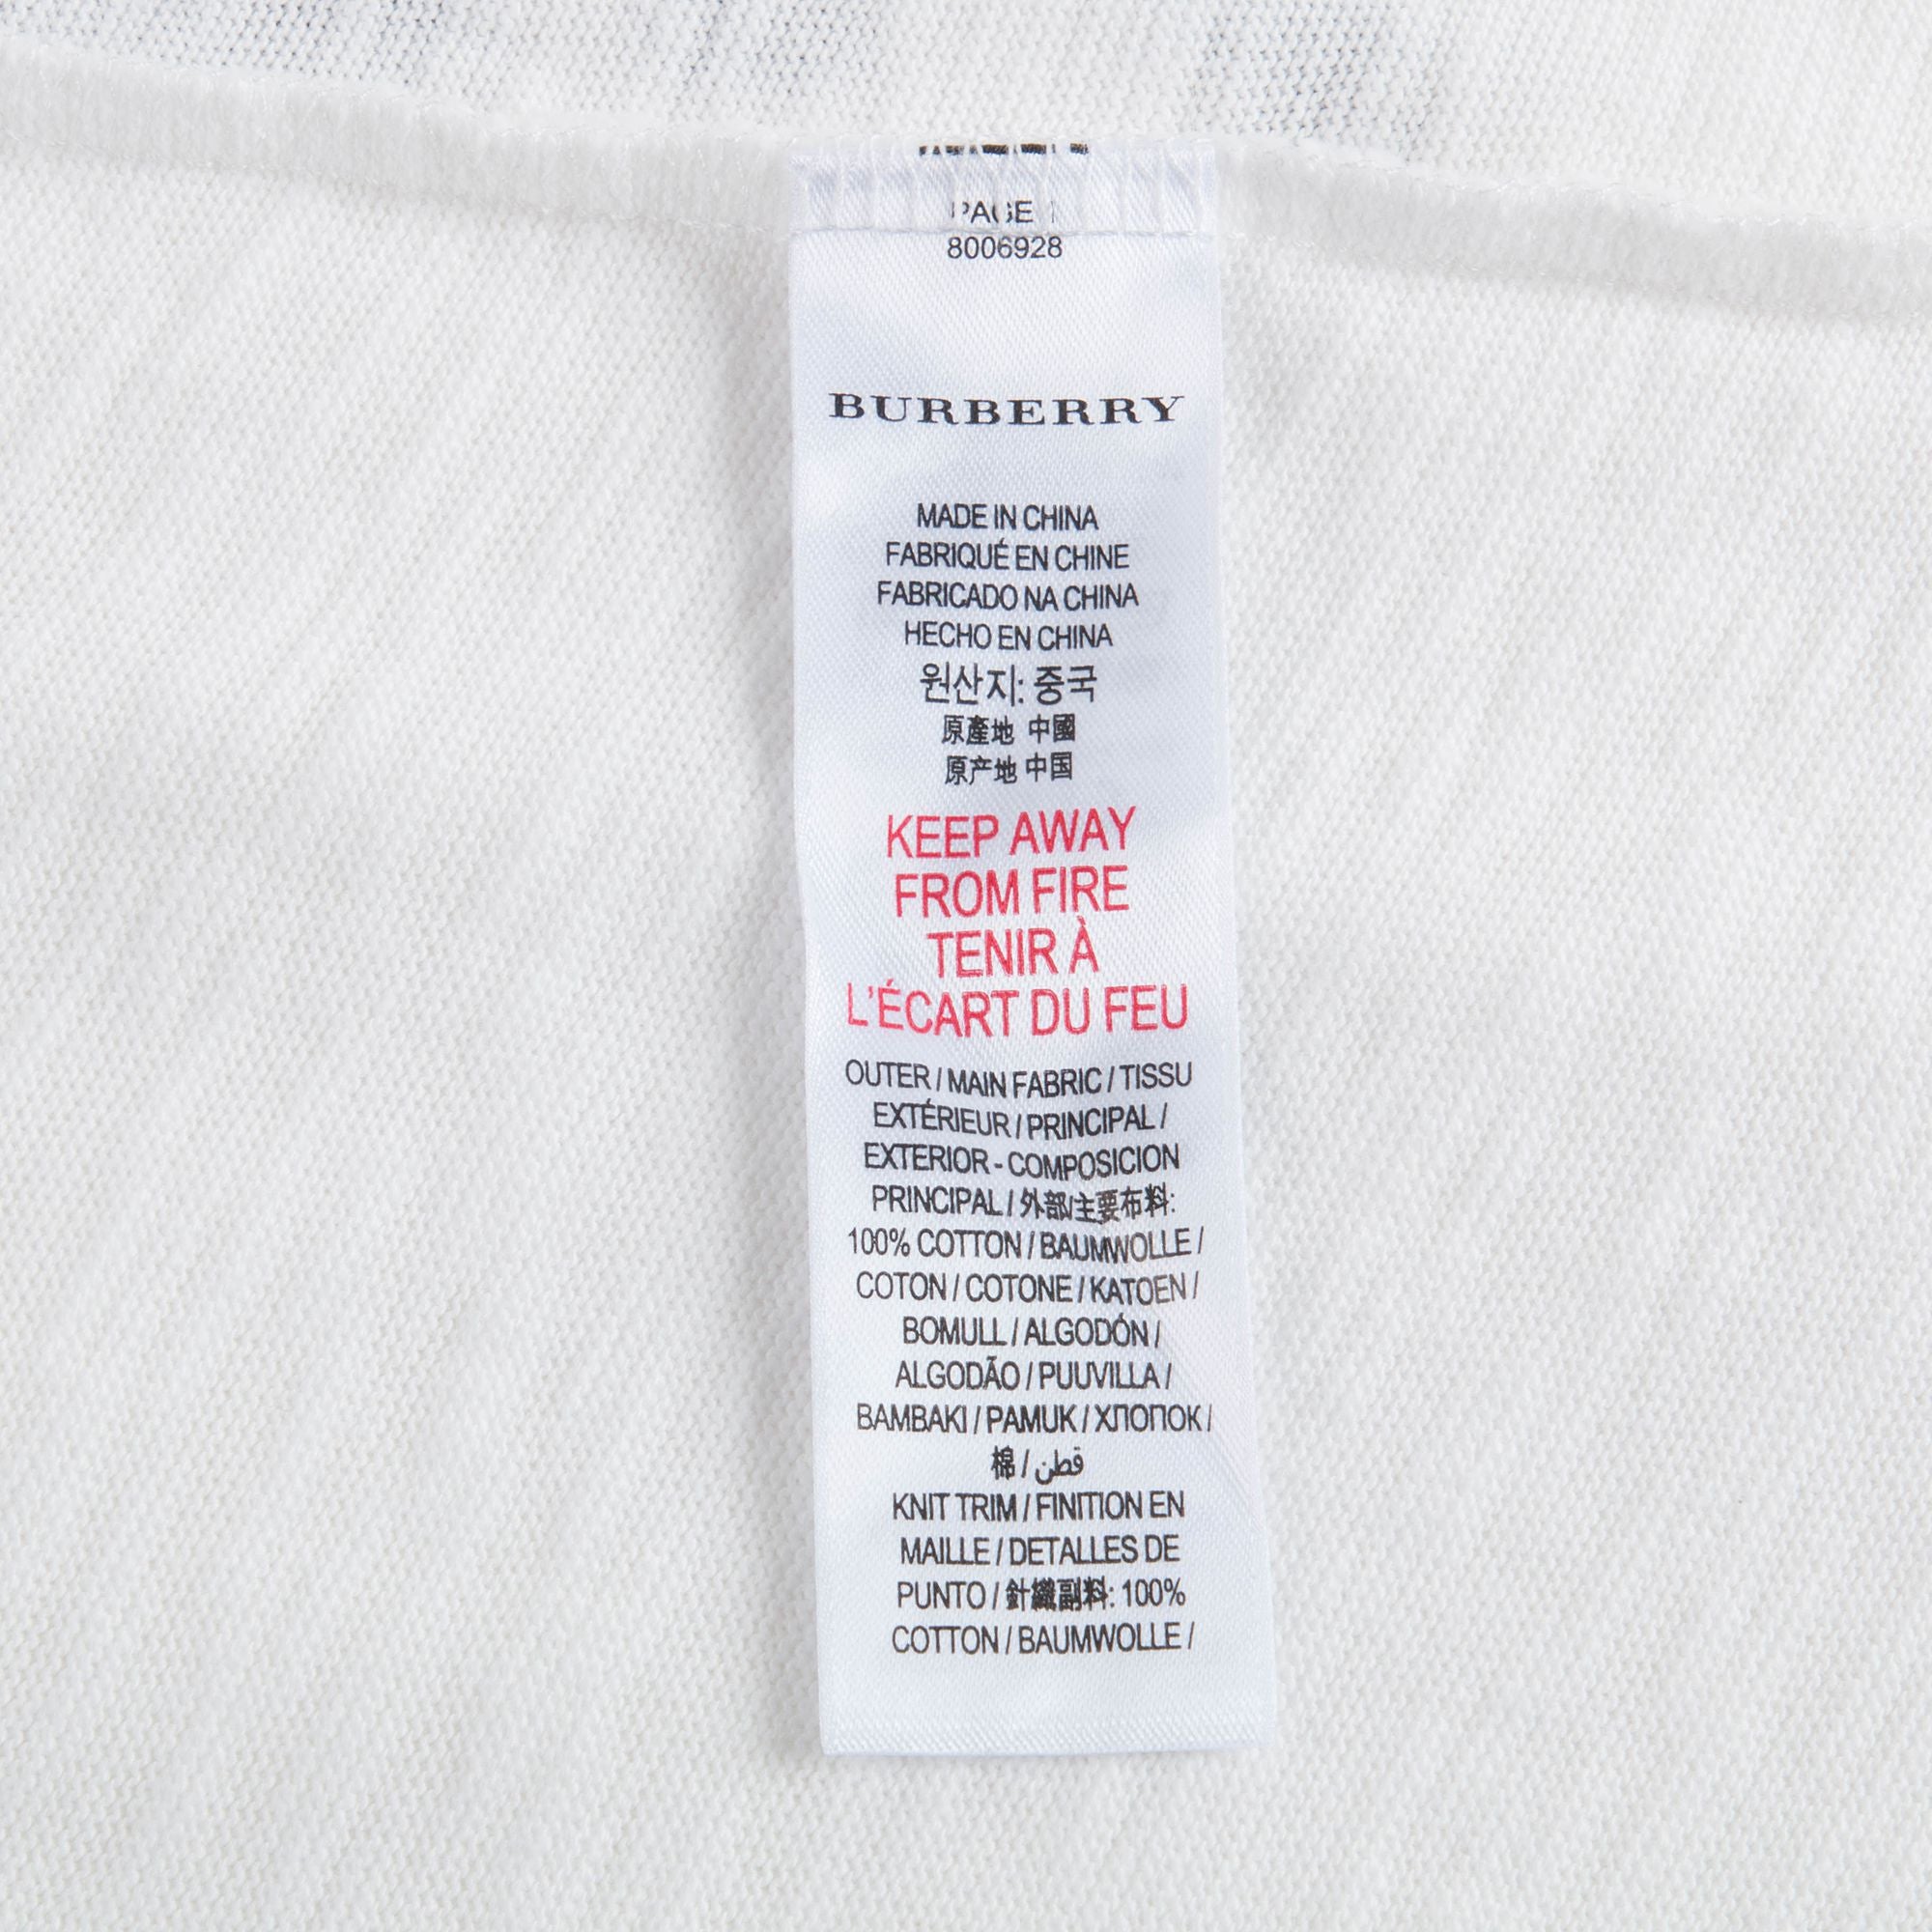 PAGE 1
8006928
BURBERRY
MADE IN CHINA
FABRIQUÉ EN CHINE
FABRICADO NA CHINA
HECHO EN CHINA
원산지: 중국
原產地 中國
原产地 中国
KEEP AWAY
FROM FIRE
TENIR À
L'ÉCART DU FEU
OUTER / MAIN FABRIC / TISSU
EXTÉRIEUR / PRINCIPAL /
EXTERIOR - COMPOSICION
PRINCIPAL / 外部/主要布料:
100% COTTON / BAUMWOLLE /
COTON / COTONE / KATOEN /
BOMULL / ALGODÓN /
ALGODÃO / PUUVILLA /
BAMBAKI / PAMUK / ХПОПОК /
棉 / قطن
KNIT TRIM / FINITION EN
MAILLE / DETALLES DE
PUNTO / 針織副料: 100%
COTTON / BAUMWOLLE /